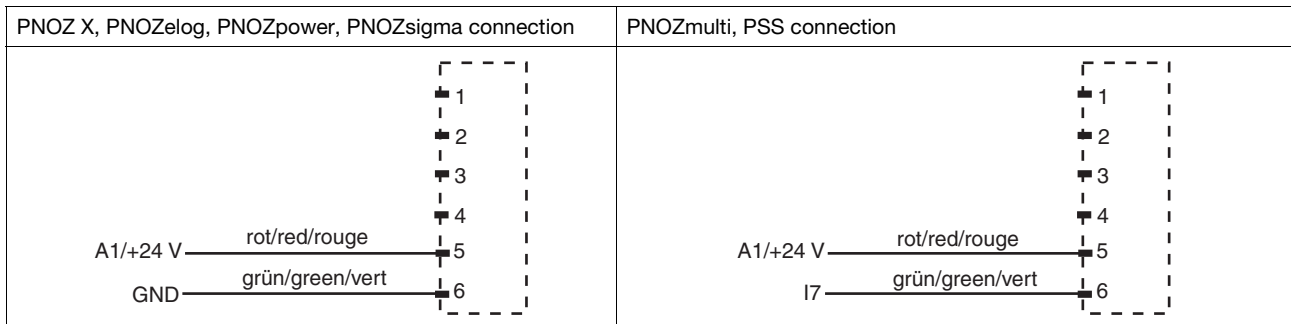 PNOZ X, PNOZelog, PNOZpower, PNOZsigma connection
1
2
3
4
rot/red/rouge
A1/+24 V
5
grün/green/vert
GND
6
PNOZmulti, PSS connection
1
2
3
4
rot/red/rouge
A1/+24 V
5
grün/green/vert
I7
6